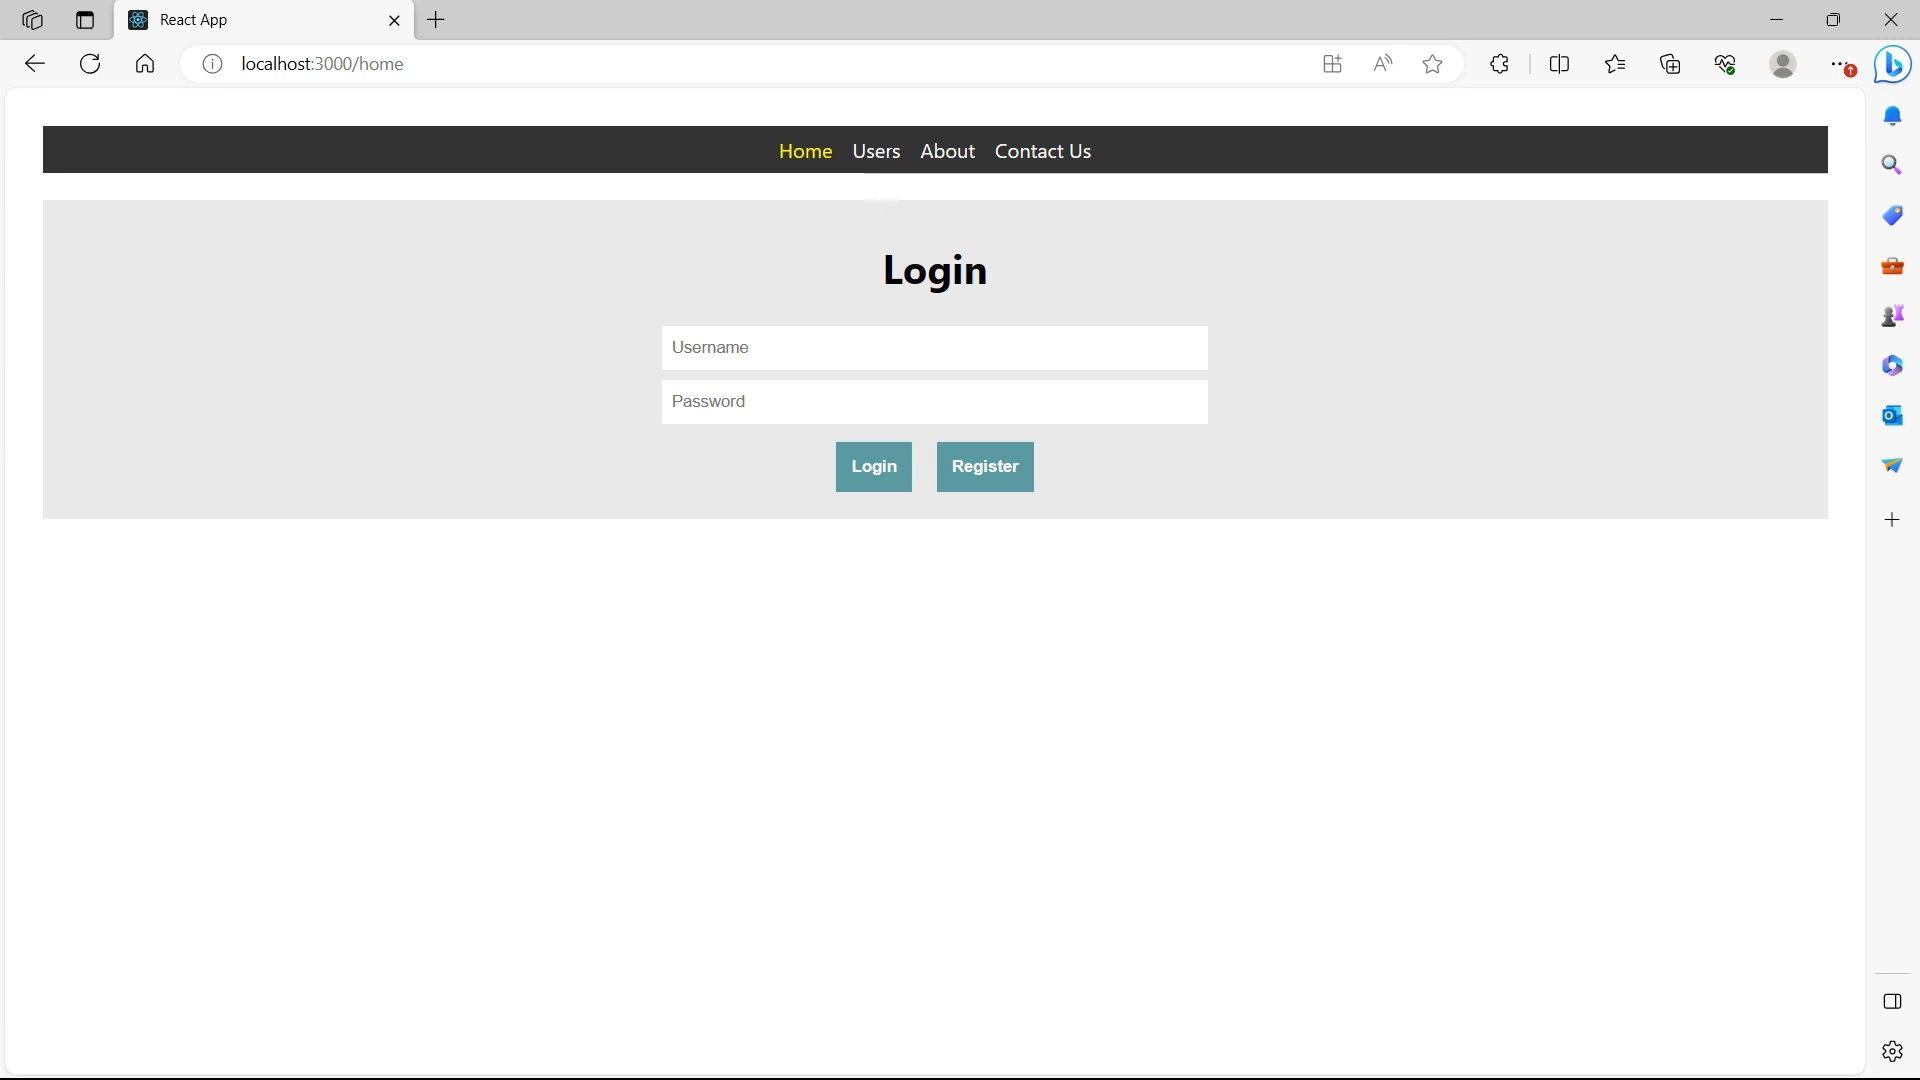 React App
localhost:3000/home
Home Users About Contact Us
Login
Username
Password
Login Register